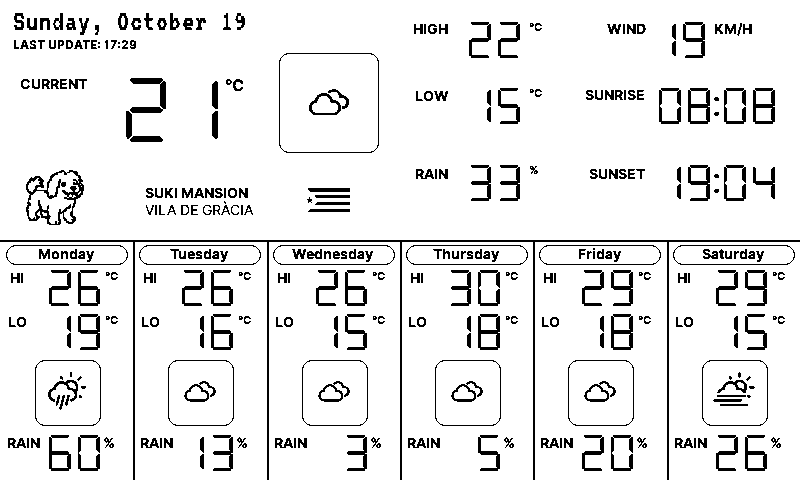 Sunday, October 19
LAST UPDATE: 17:29
CURRENT 21 °C
HIGH 22 °C
WIND 19 KM/H
LOW 15 °C
SUNRISE 08:08
RAIN 33 %
SUNSET 19:04
SUKI MANSION
VILA DE GRÀCIA
Monday
HI 26 °C
LO 19 °C
RAIN 60 %
Tuesday
HI 26 °C
LO 16 °C
RAIN 13 %
Wednesday
HI 26 °C
LO 15 °C
RAIN 3 %
Thursday
HI 30 °C
LO 18 °C
RAIN 5 %
Friday
HI 29 °C
LO 18 °C
RAIN 20 %
Saturday
HI 29 °C
LO 15 °C
RAIN 26 %